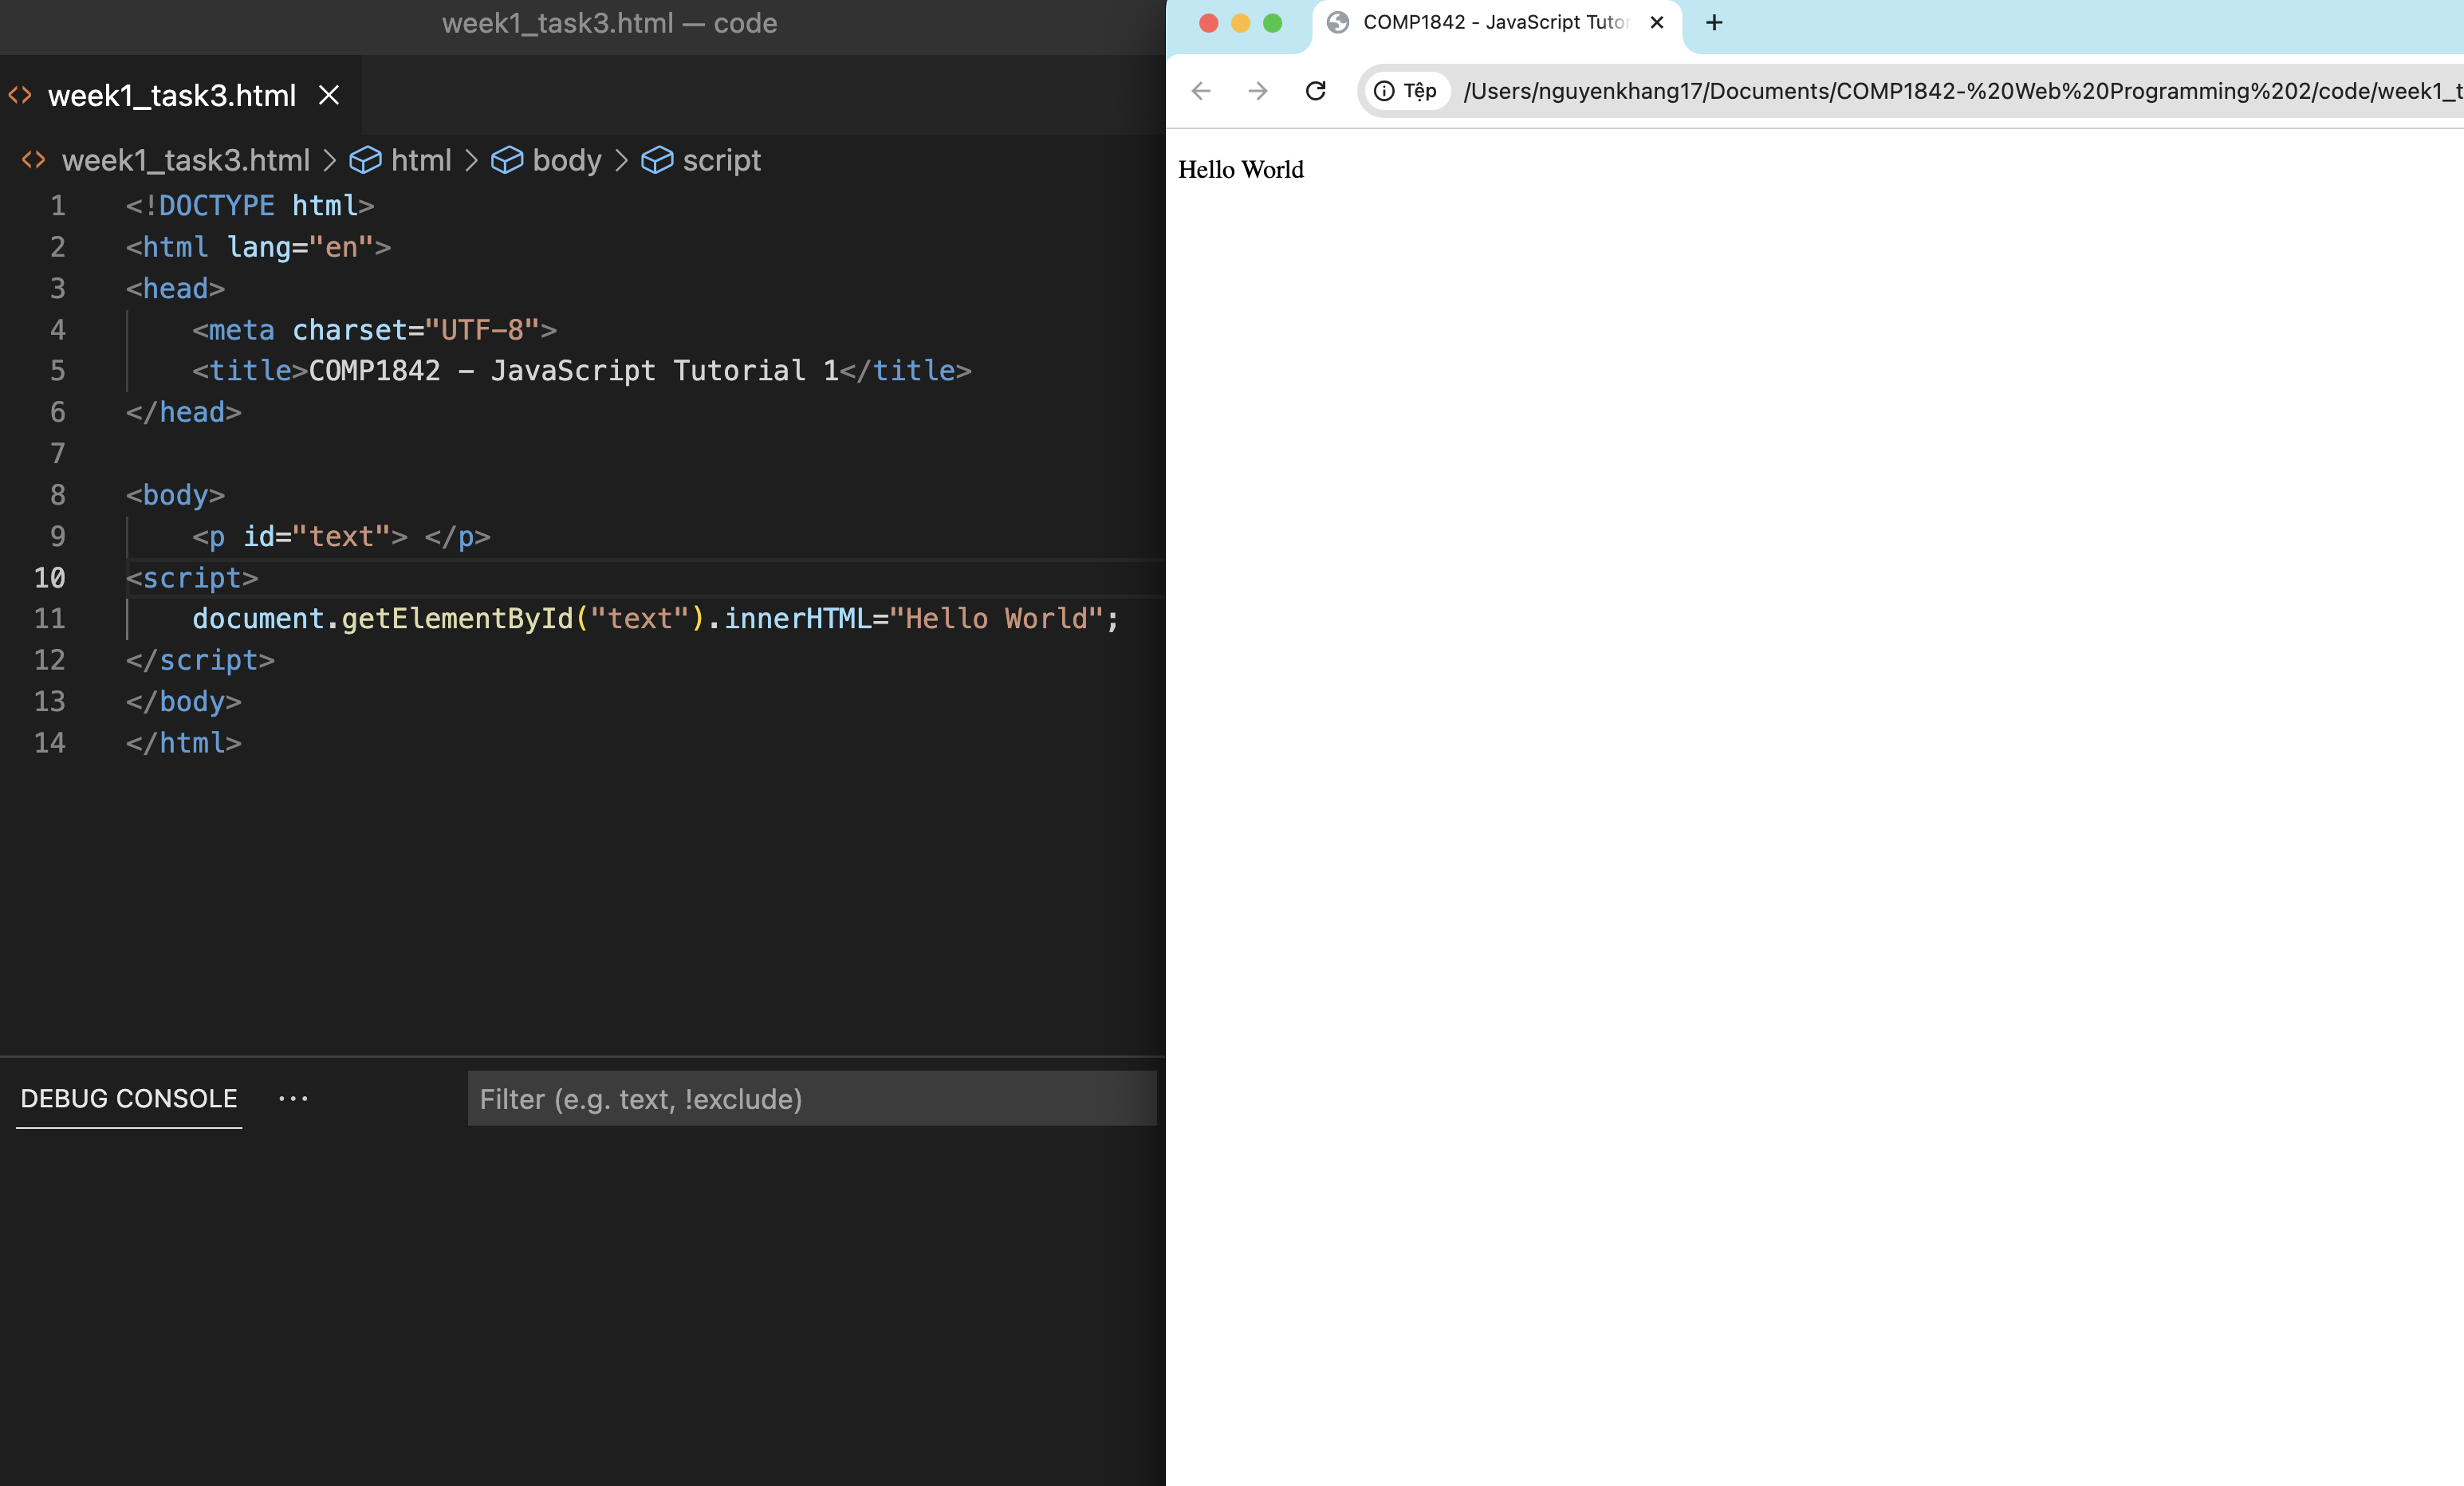 week1_task3.html — code
week1_task3.html
week1_task3.html > html > body > script
1 <!DOCTYPE html>
2 <html lang="en">
3 <head>
4 <meta charset="UTF-8">
5 <title>COMP1842 - JavaScript Tutorial 1</title>
6 </head>
7
8 <body>
9 <p id="text"> </p>
10 <script>
11 document.getElementById("text").innerHTML="Hello World";
12 </script>
13 </body>
14 </html>
DEBUG CONSOLE ···
Filter (e.g. text, !exclude)
COMP1842 - JavaScript Tutor
Tệp /Users/nguyenkhang17/Documents/COMP1842-%20Web%20Programming%202/code/week1_t
Hello World